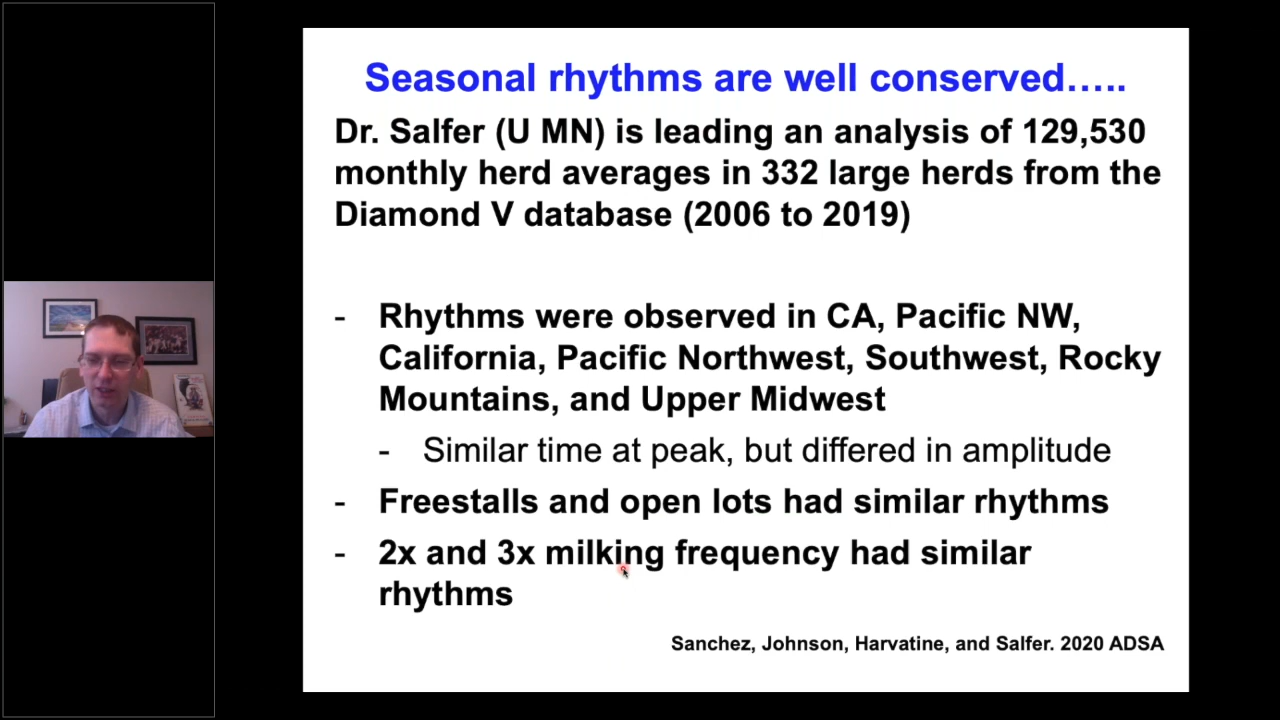 Seasonal rhythms are well conserved…..
Dr. Salfer (U MN) is leading an analysis of 129,530
monthly herd averages in 332 large herds from the
Diamond V database (2006 to 2019)
- Rhythms were observed in CA, Pacific NW,
California, Pacific Northwest, Southwest, Rocky
Mountains, and Upper Midwest
- Similar time at peak, but differed in amplitude
- Freestalls and open lots had similar rhythms
- 2x and 3x milking frequency had similar
rhythms
Sanchez, Johnson, Harvatine, and Salfer. 2020 ADSA